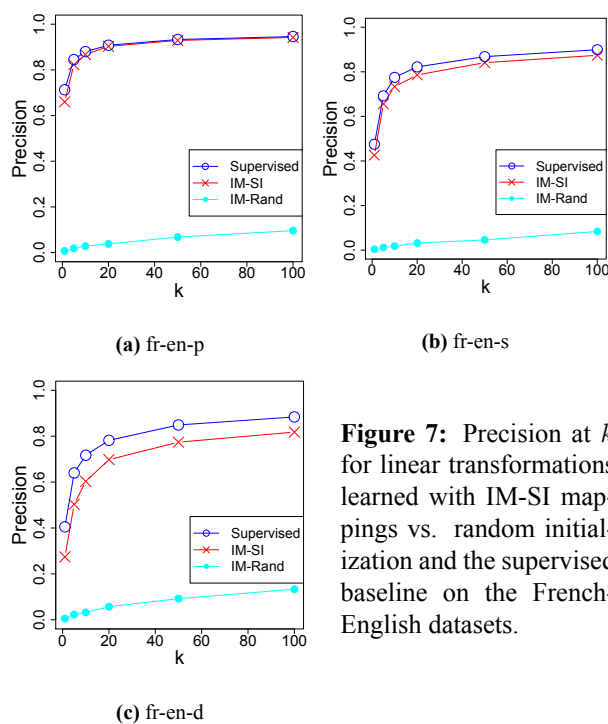 1.0
0.8
0.6
0.4
0.2
0.0
Precision
Supervised
IM-SI
IM-Rand
0 20 40 60 80 100
k
(a) fr-en-p
1.0
0.8
0.6
0.4
0.2
0.0
Precision
Supervised
IM-SI
IM-Rand
0 20 40 60 80 100
k
(b) fr-en-s
1.0
0.8
0.6
0.4
0.2
0.0
Precision
Supervised
IM-SI
IM-Rand
0 20 40 60 80 100
k
(c) fr-en-d
Figure 7: Precision at k
for linear transformations
learned with IM-SI map-
pings vs. random initial-
ization and the supervised
baseline on the French-
English datasets.